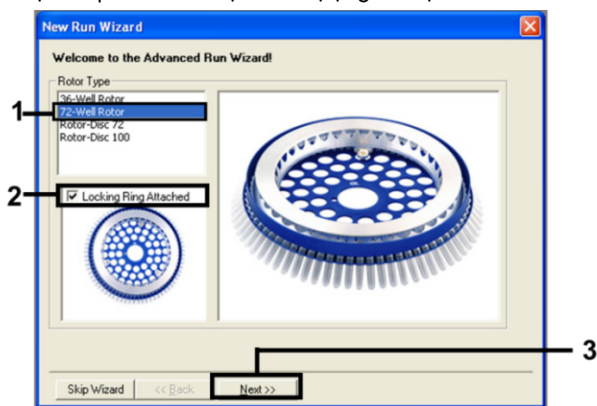 New Run Wizard
Welcome to the Advanced Run Wizard!
Rotor Type
36-Well Rotor
1
72-Well Rotor
Rotor-Disc 72
Rotor-Disc 100
2
Locking Ring Attached
3
Skip Wizard
<< Back
Next >>